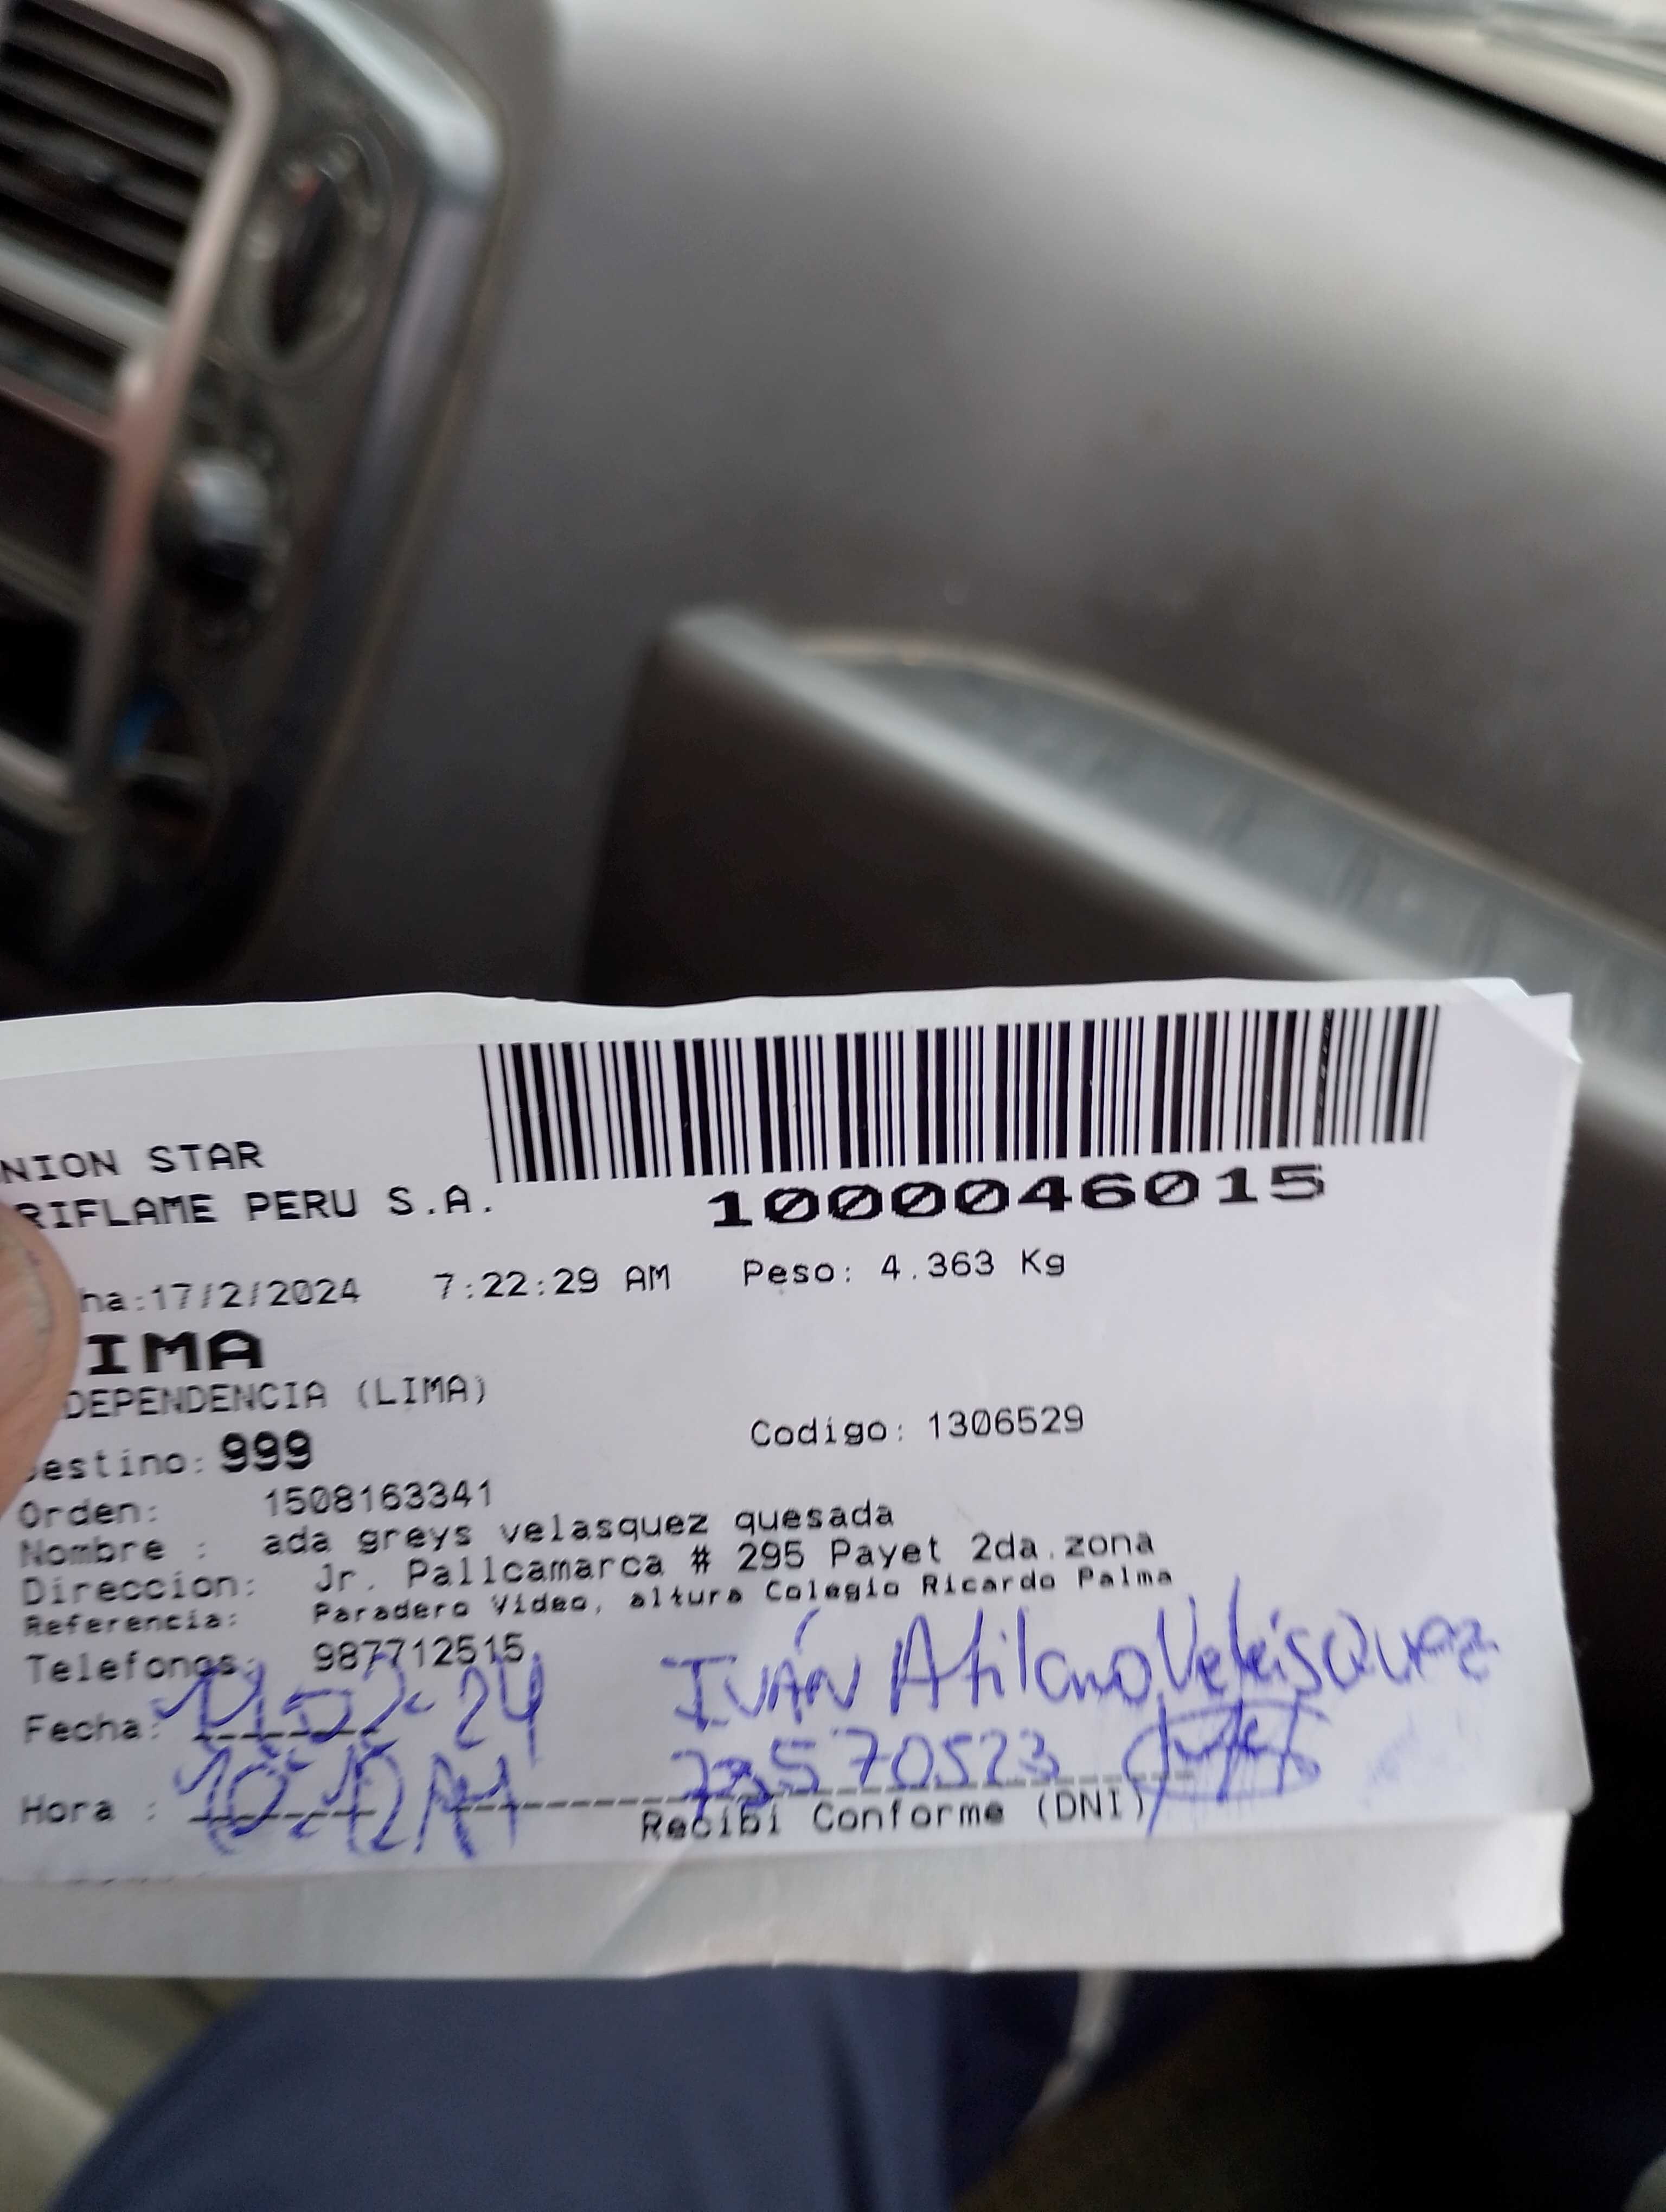 NION STAR
RIFLAME PERU S.A.
1000046015
ha:17/2/2024 7:22:29 AM Peso: 4.363 Kg
IMA
DEPENDENCIA (LIMA)
estino: 999 Codigo: 1306529
Orden: 1508163341
Nombre : ada greys velasquez quesada
Direccion: Jr. Pallcamarca # 295 Payet 2da.zona
Referencia: Paradero Video, altura Colegio Ricardo Palma
Telefonos: 987712515
IVÁN Atilano Velásquez
Fecha:
Hora :
Recibi Conforme (DNI)